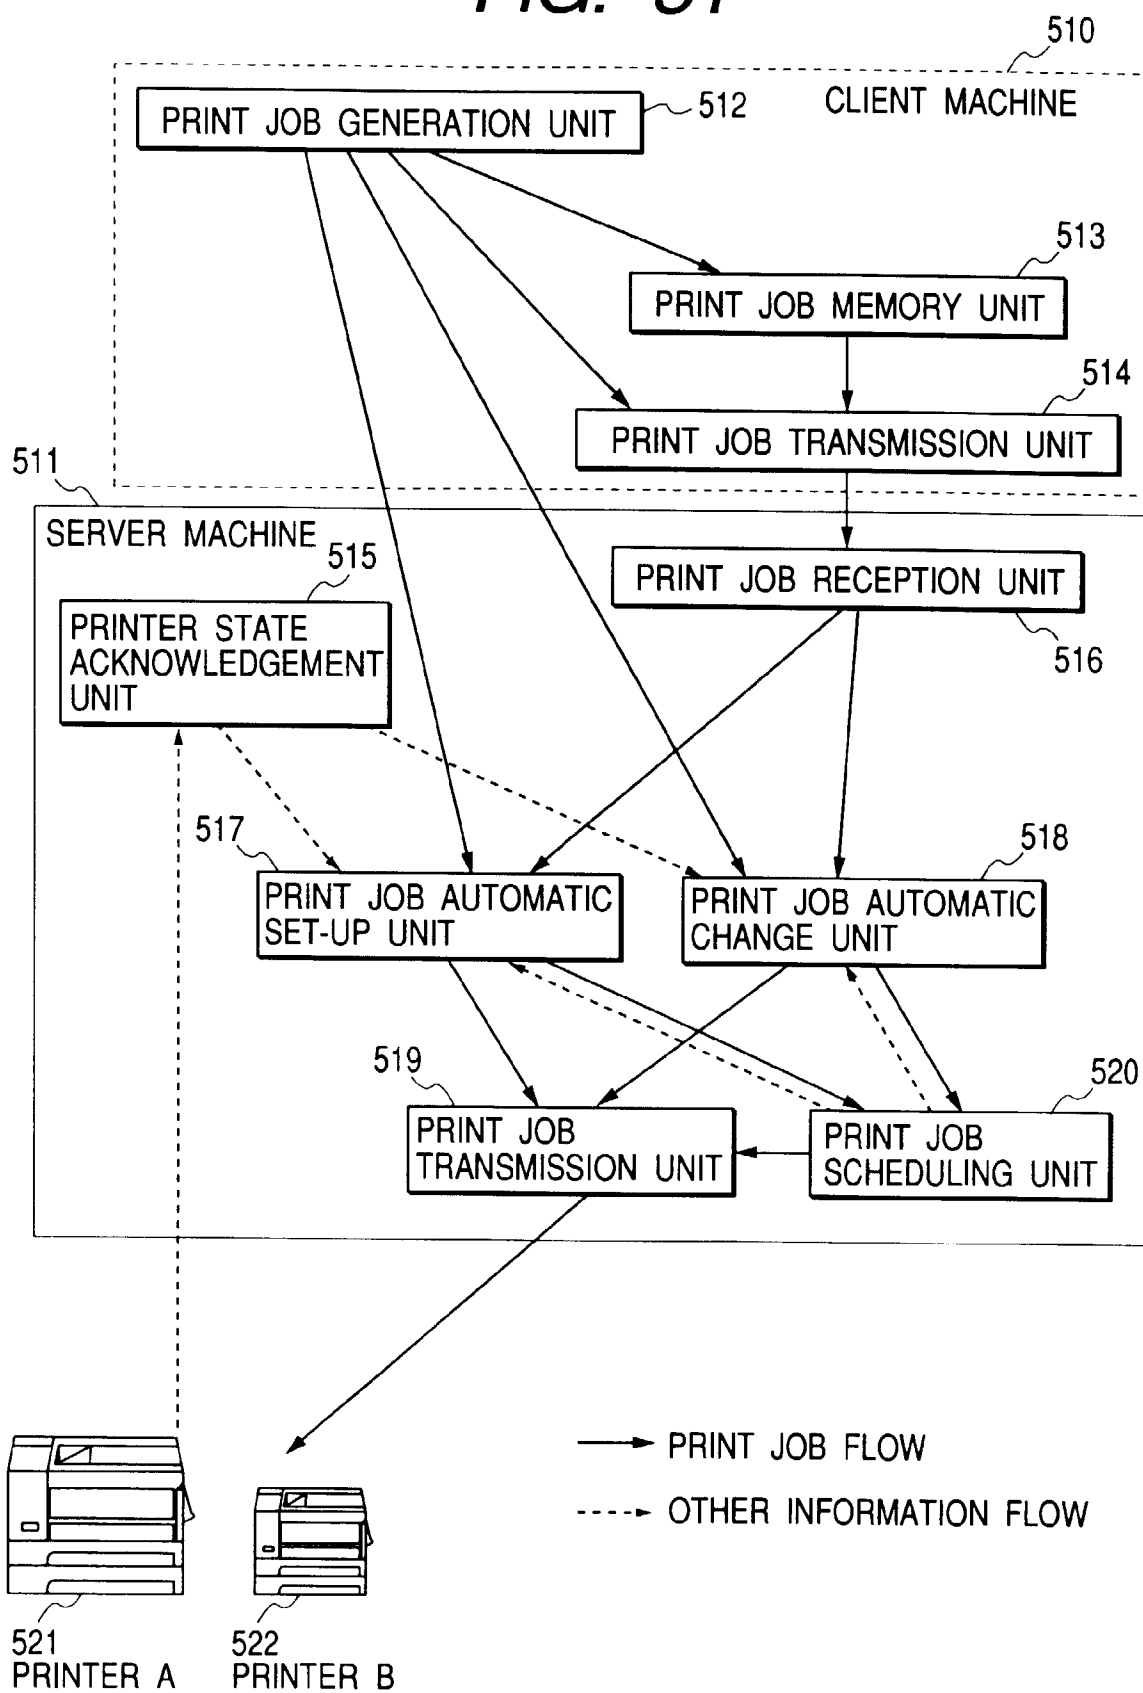 FIG. 31
510
CLIENT MACHINE
PRINT JOB GENERATION UNIT
512
513
PRINT JOB MEMORY UNIT
514
PRINT JOB TRANSMISSION UNIT
511
SERVER MACHINE
515
PRINT JOB RECEPTION UNIT
516
PRINTER STATE
ACKNOWLEDGEMENT
UNIT
517
518
PRINT JOB AUTOMATIC
SET-UP UNIT
PRINT JOB AUTOMATIC
CHANGE UNIT
519
520
PRINT JOB
TRANSMISSION UNIT
PRINT JOB
SCHEDULING UNIT
PRINT JOB FLOW
OTHER INFORMATION FLOW
521
PRINTER A
522
PRINTER B